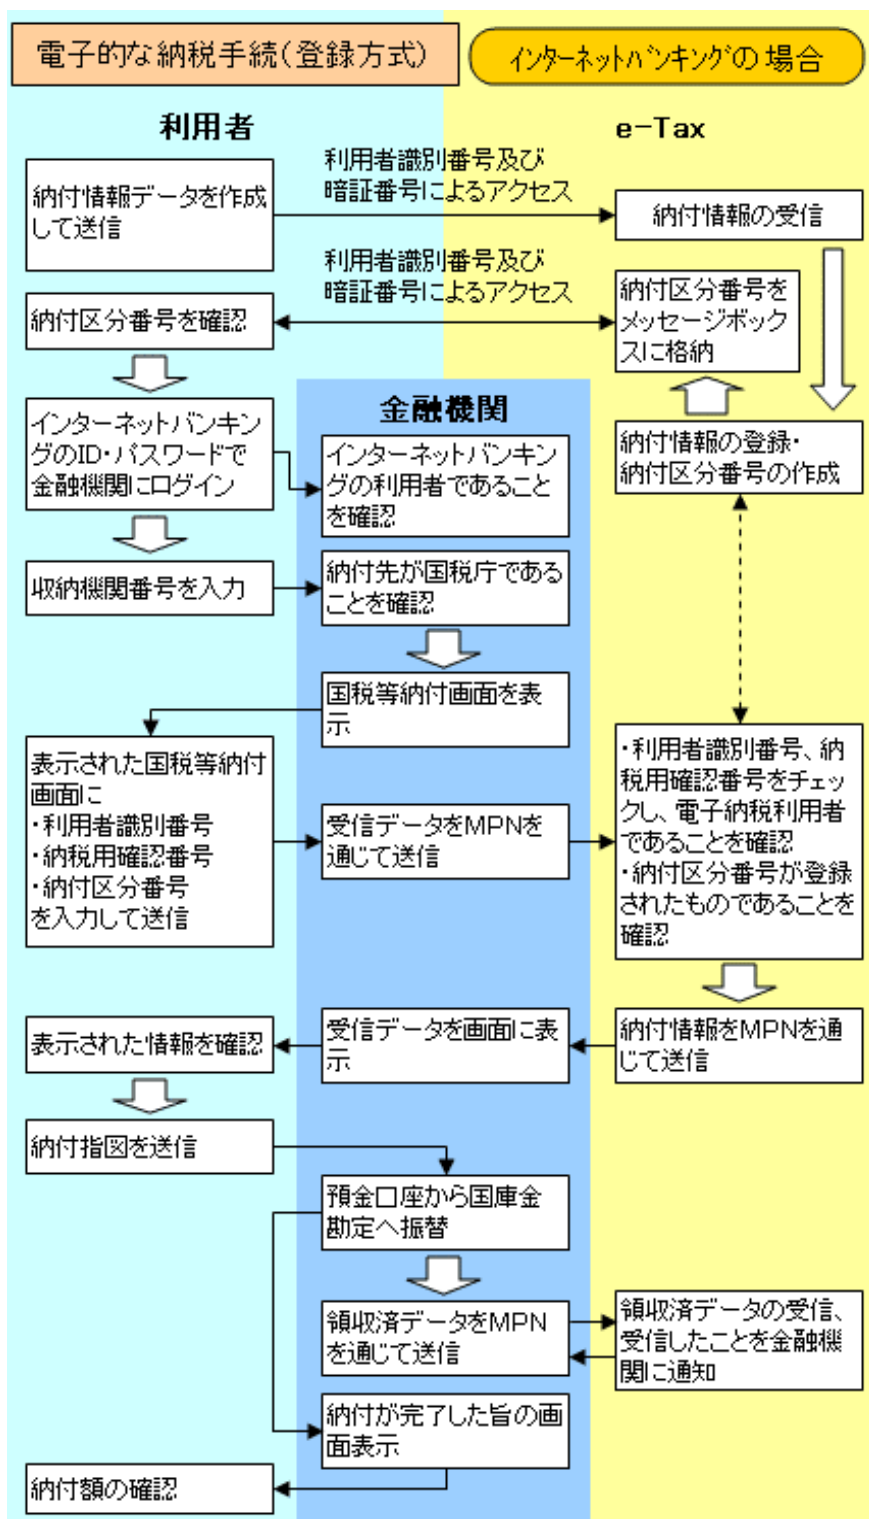 電子的な納税手続(登録方式)
インターネットバンキングの場合
利用者
e-Tax
利用者識別番号及び
暗証番号によるアクセス
納付情報データを作成
して送信
納付情報の受信
利用者識別番号及び
暗証番号によるアクセス
納付区分番号を確認
納付区分番号を
メッセージボック
スに格納
金融機関
インターネットバンキン
グのID・パスワードで
金融機関にログイン
インターネットバンキン
グの利用者であること
を確認
納付情報の登録・
納付区分番号の作成
収納機関番号を入力
納付先が国税庁である
ことを確認
国税等納付画面を表
示
表示された国税等納付
画面に
・利用者識別番号
・納税用確認番号
・納付区分番号
を入力して送信
受信データをMPNを
通じて送信
・利用者識別番号、納
税用確認番号をチェッ
クし、電子納税利用者
であることを確認
・納付区分番号が登録
されたものであることを
確認
表示された情報を確認
受信データを画面に表
示
納付情報をMPNを通
じて送信
納付指図を送信
預金口座から国庫金
勘定へ振替
領収済データをMPN
を通じて送信
領収済データの受信、
受信したことを金融機
関に通知
納付が完了した旨の画
面表示
納付額の確認